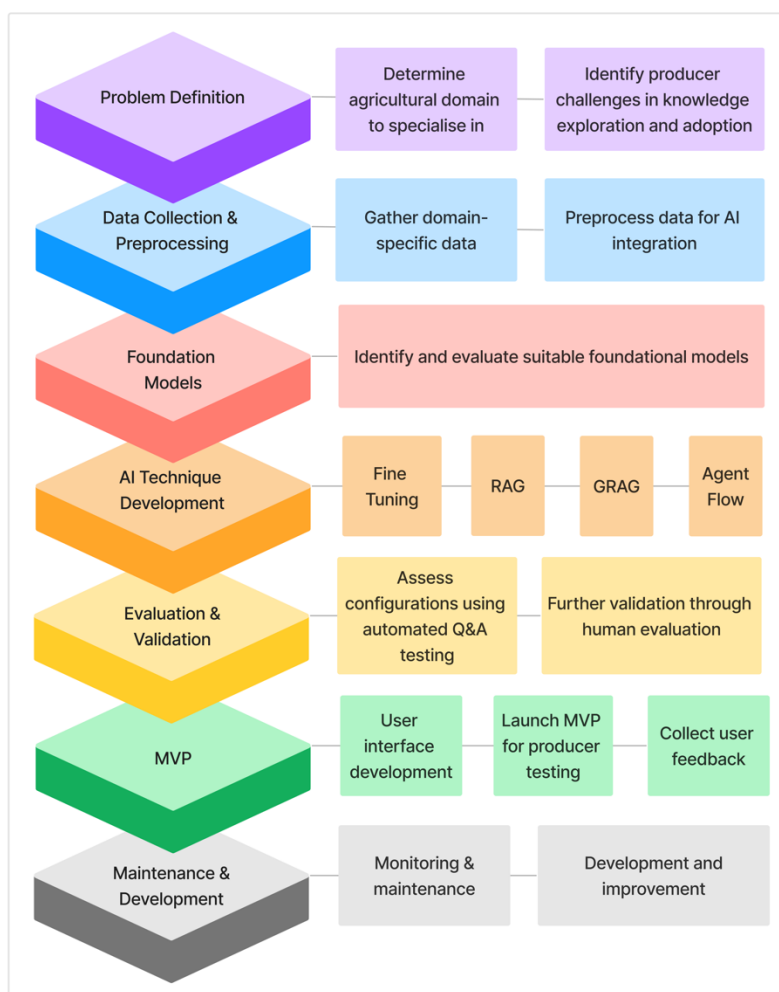 Problem Definition
Determine
agricultural domain
to specialise in
Identify producer
challenges in knowledge
exploration and adoption
Data Collection &
Preprocessing
Gather domain-
specific data
Preprocess data for AI
integration
Foundation
Models
Identify and evaluate suitable foundational models
AI Technique
Development
Fine
Tuning
RAG
GRAG
Agent
Flow
Evaluation &
Validation
Assess
configurations using
automated Q&A
testing
Further validation through
human evaluation
MVP
User
interface
development
Launch MVP
for producer
testing
Collect user
feedback
Maintenance &
Development
Monitoring &
maintenance
Development and
improvement